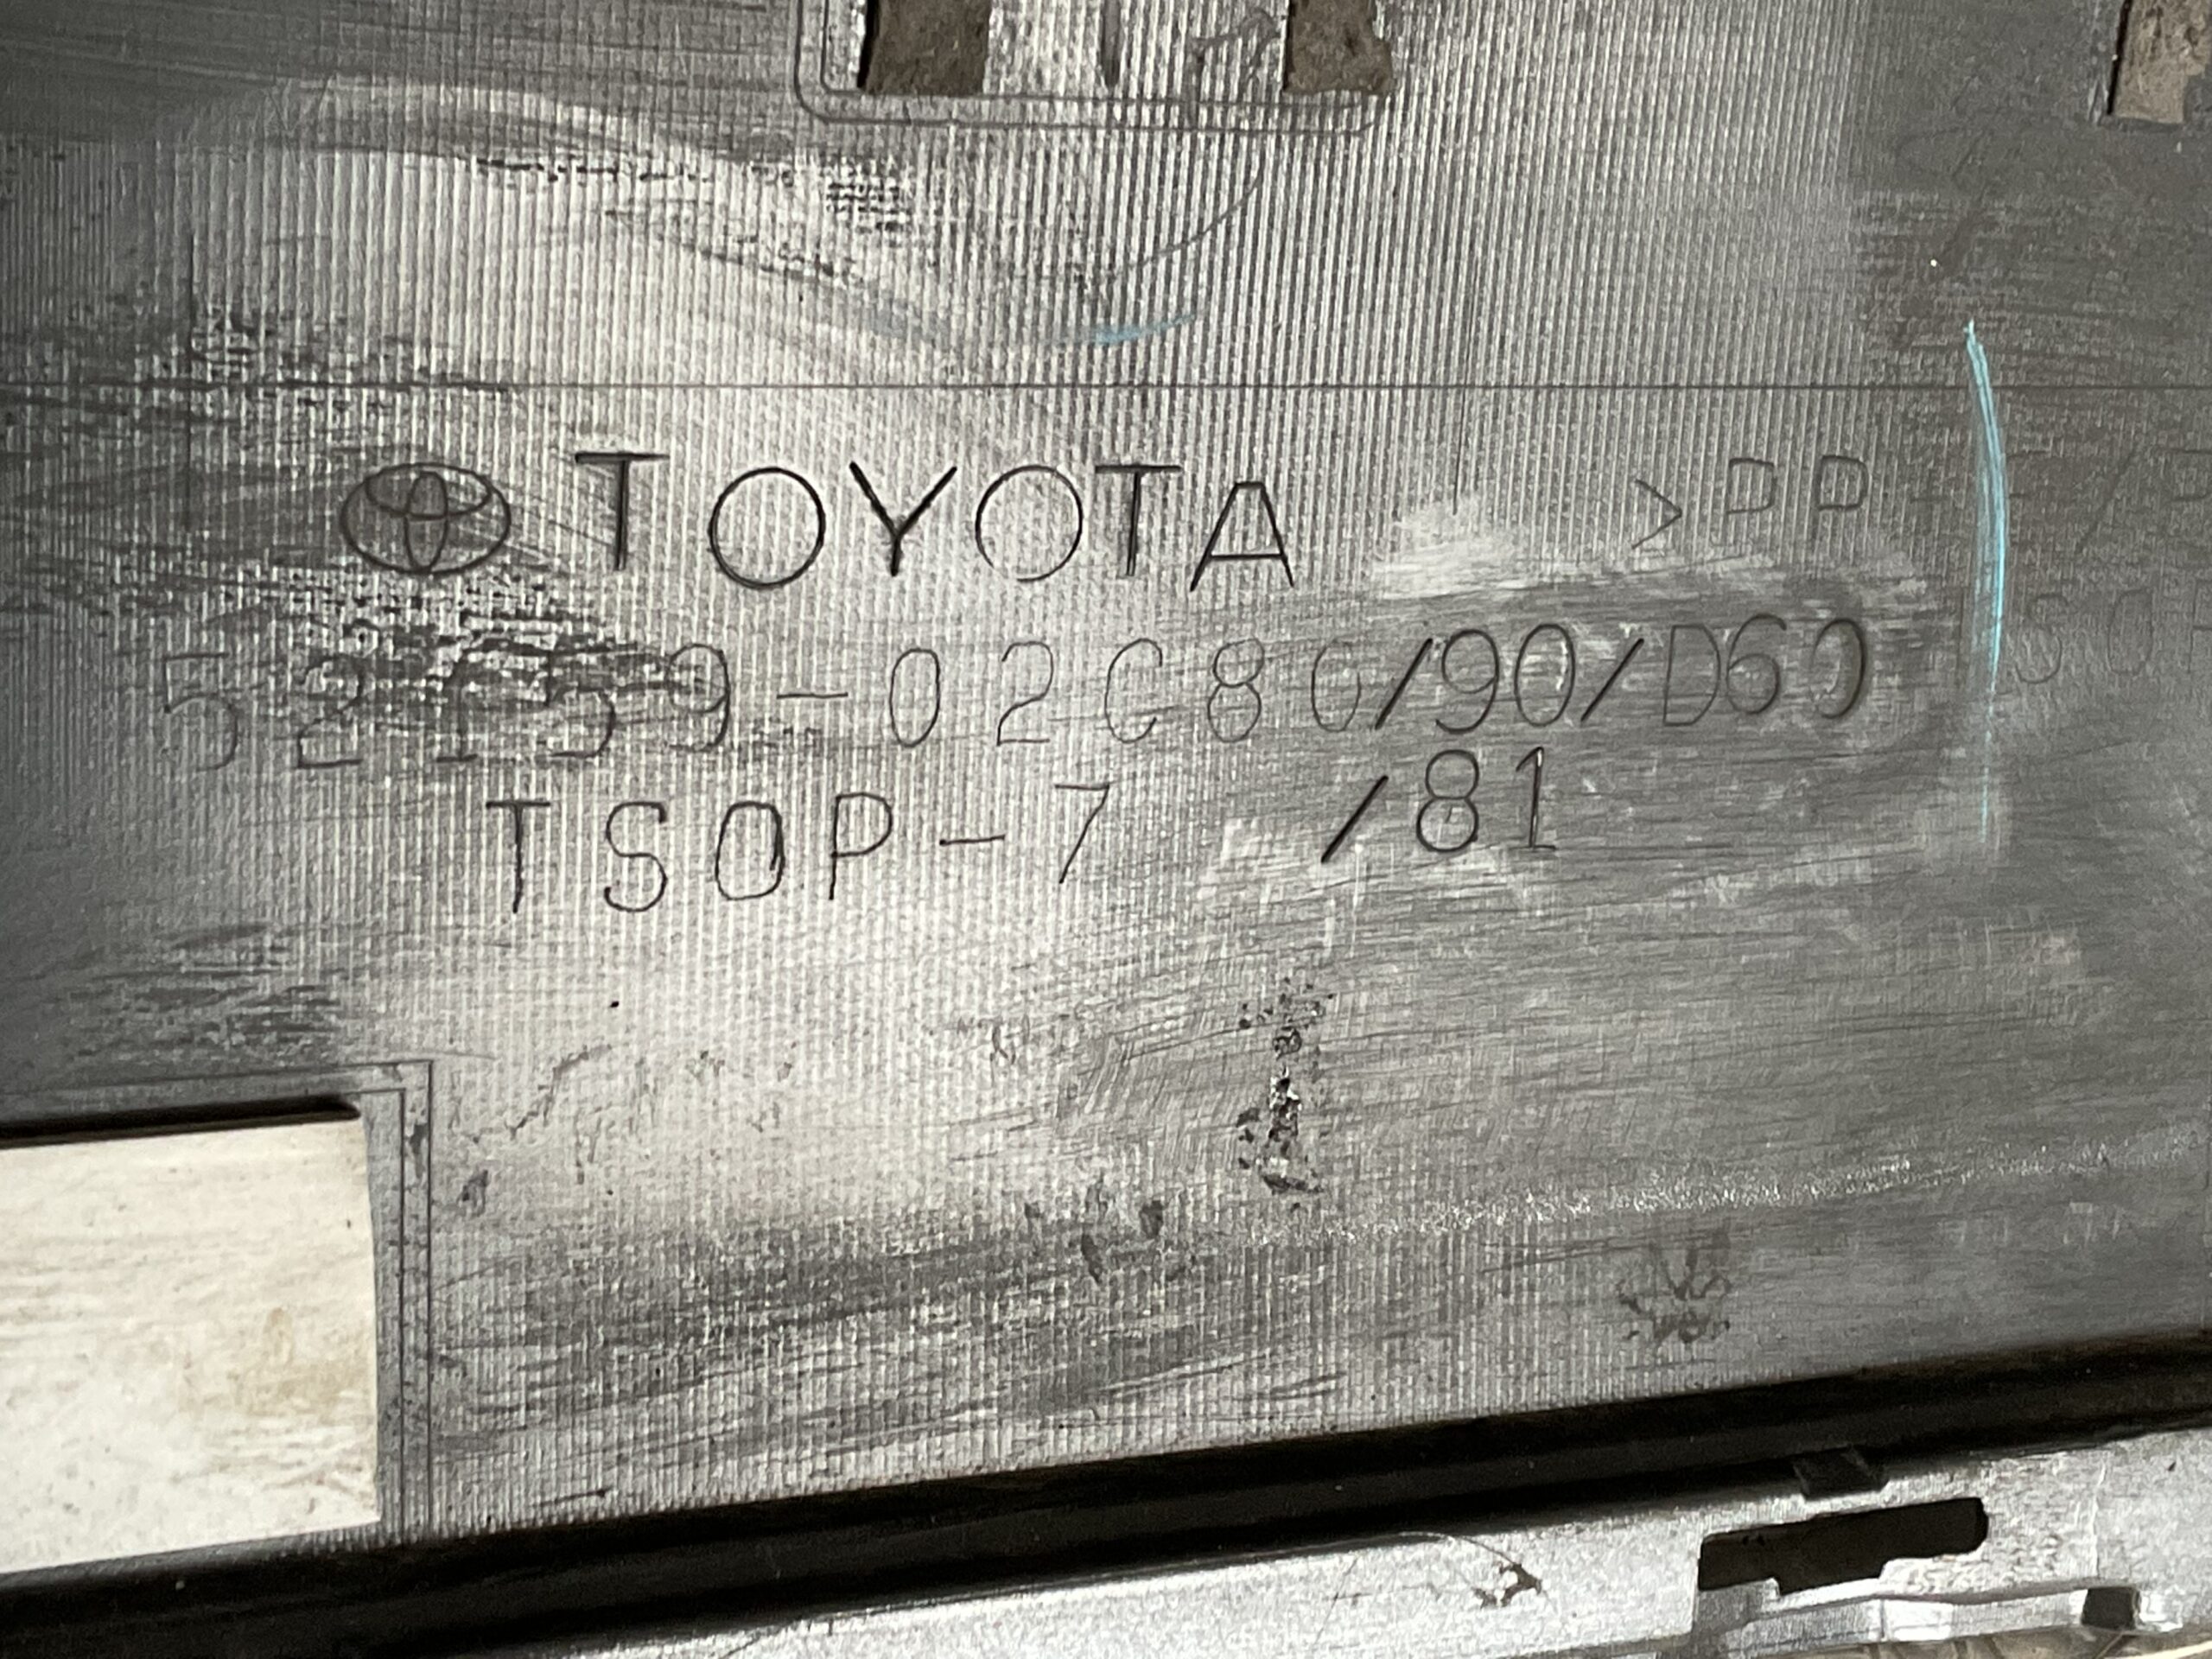 TOYOTA >PP
52159-02C80/90/D60
TSOP-7 /81